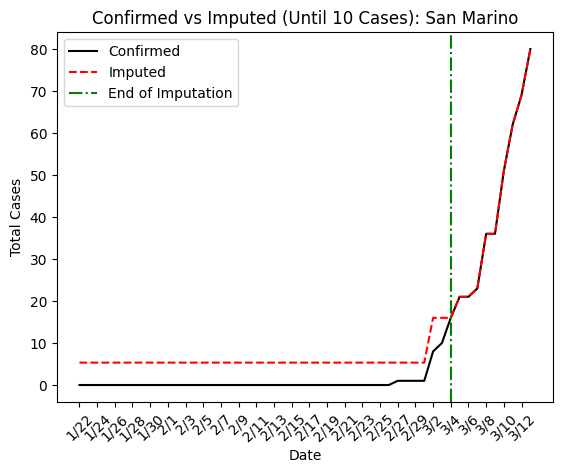 Confirmed vs Imputed (Until 10 Cases): San Marino
Confirmed
Imputed
End of Imputation
Total Cases
80
70
60
50
40
30
20
10
0
1/22 1/24 1/26 1/28 1/30 2/1 2/3 2/5 2/7 2/9 2/11 2/13 2/15 2/17 2/19 2/21 2/23 2/25 2/27 2/29 3/2 3/4 3/6 3/8 3/10 3/12
Date